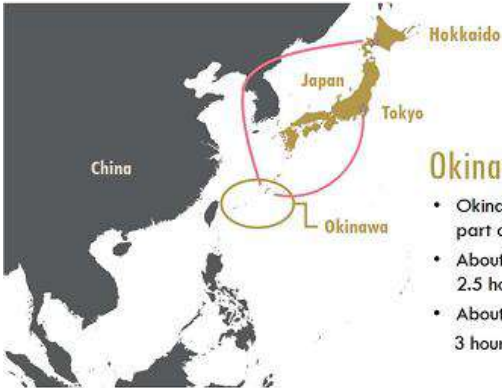 Hokkaido
Japan
Tokyo
China
Okinawa
Okina
• Okina
part o
• About
2.5 ho
• About
3 hour